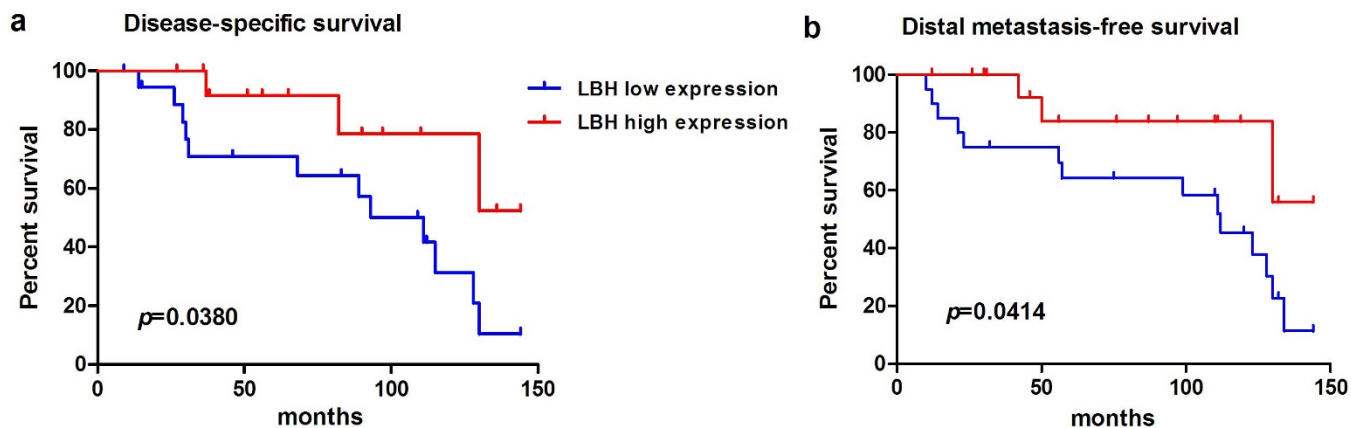 a
Disease-specific survival
Percent survival
100
80
60
40
20
0
p=0.0380
0
50
100
150
months
LBH low expression
LBH high expression
b
Distal metastasis-free survival
Percent survival
100
80
60
40
20
0
p=0.0414
0
50
100
150
months